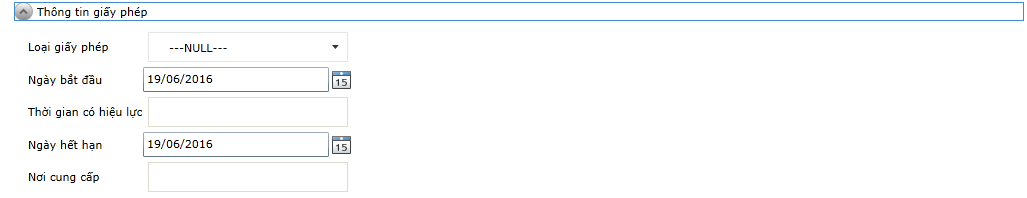 Thông tin giấy phép
Loại giấy phép ---NULL---
Ngày bắt đầu 19/06/2016 15
Thời gian có hiệu lực
Ngày hết hạn 19/06/2016 15
Nơi cung cấp